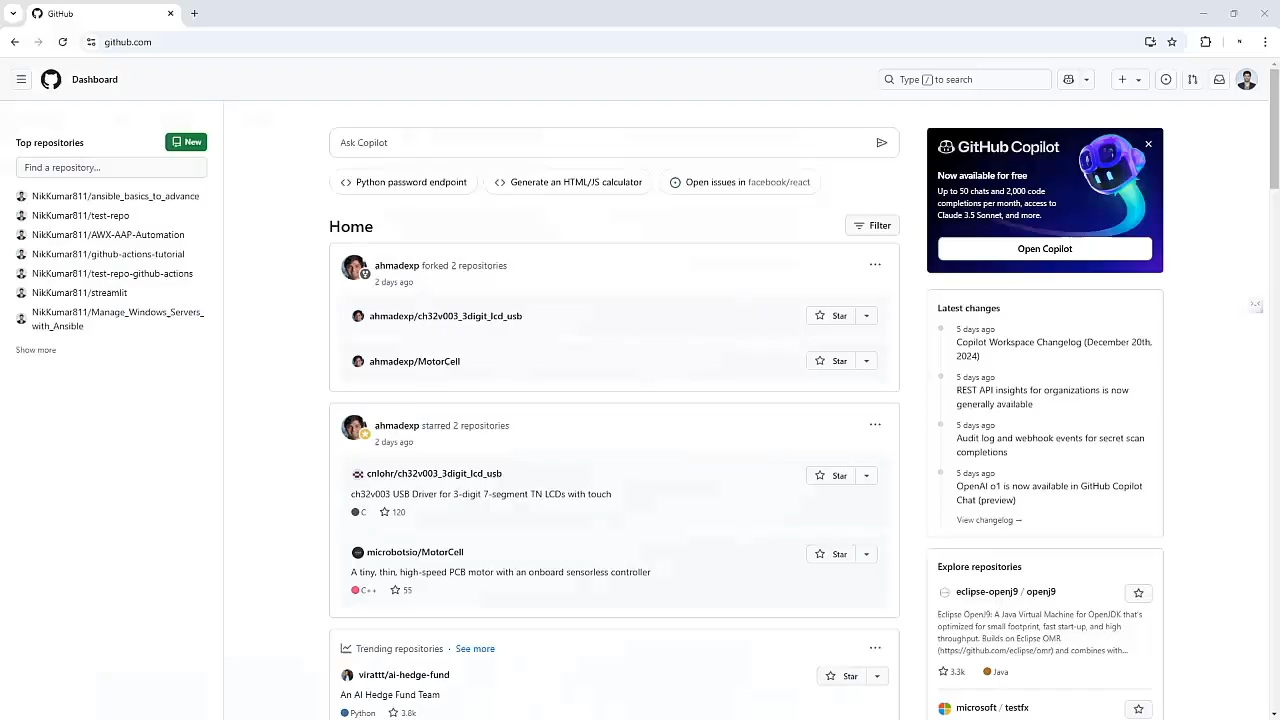 GitHub
github.com
Dashboard
Type / to search
Top repositories
New
Find a repository...
NikKumar811/ansible_basics_to_advance
NikKumar811/test-repo
NikKumar811/AWX-AAP-Automation
NikKumar811/github-actions-tutorial
NikKumar811/test-repo-github-actions
NikKumar811/streamlit
NikKumar811/Manage_Windows_Servers_
with_Ansible
Show more
Ask Copilot
Python password endpoint
Generate an HTML/JS calculator
Open issues in facebook/react
Home
Filter
ahmadexp forked 2 repositories
2 days ago
ahmadexp/ch32v003_3digit_lcd_usb
Star
ahmadexp/MotorCell
Star
ahmadexp starred 2 repositories
2 days ago
cnlohr/ch32v003_3digit_lcd_usb
Star
ch32v003 USB Driver for 3-digit 7-segment TN LCDs with touch
C 120
microbotsio/MotorCell
Star
A tiny, thin, high-speed PCB motor with an onboard sensorless controller
C++ 55
Trending repositories · See more
virattt/ai-hedge-fund
Star
An AI Hedge Fund Team
Python 3.8k
GitHub Copilot
Now available for free
Up to 50 chats and 2,000 code
completions per month, access to
Claude 3.5 Sonnet, and more.
Open Copilot
Latest changes
5 days ago
Copilot Workspace Changelog (December 20th,
2024)
5 days ago
REST API insights for organizations is now
generally available
5 days ago
Audit log and webhook events for secret scan
completions
5 days ago
OpenAI o1 is now available in GitHub Copilot
Chat (preview)
View changelog →
Explore repositories
eclipse-openj9 / openj9
Eclipse OpenJ9: A Java Virtual Machine for OpenJDK that's
optimized for small footprint, fast start-up, and high
throughput. Builds on Eclipse OMR
(https://github.com/eclipse/omr) and combines with...
3.3k Java
microsoft / testfx